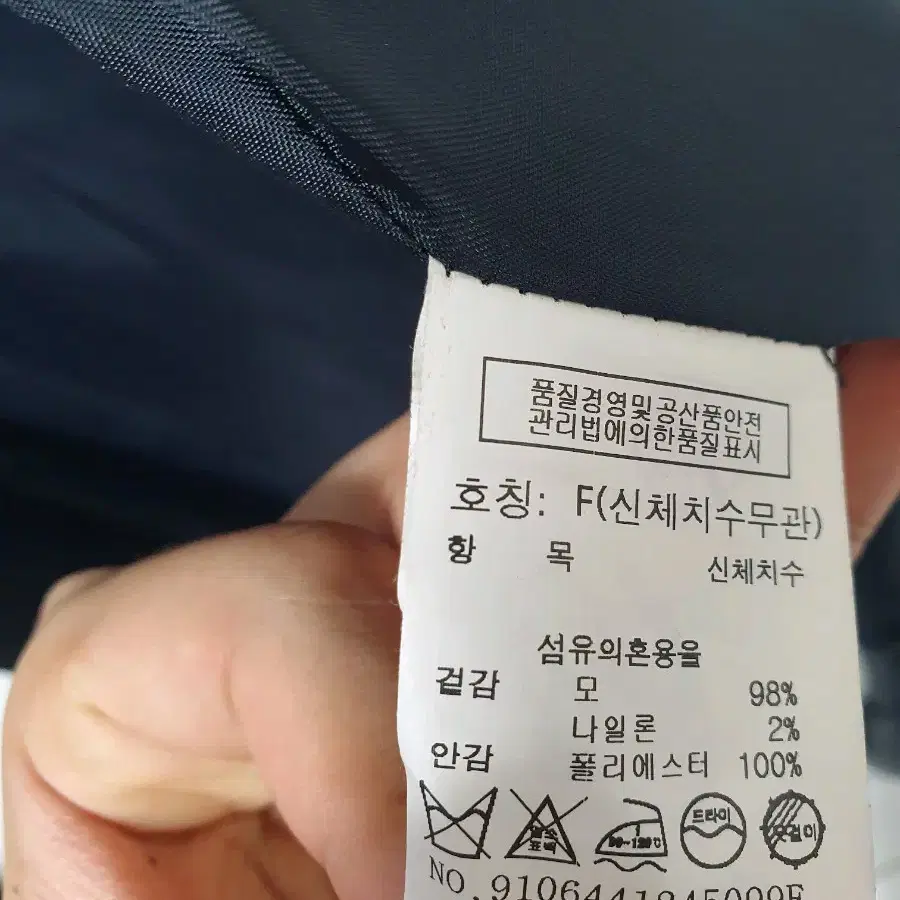 품질경영및공산품안전
관리법에의한품질표시
호칭: F(신체치수무관)
항 목 신체치수
섬유의혼용율
겉감 모 98%
나일론 2%
안감 폴리에스터 100%
드라이
NO.